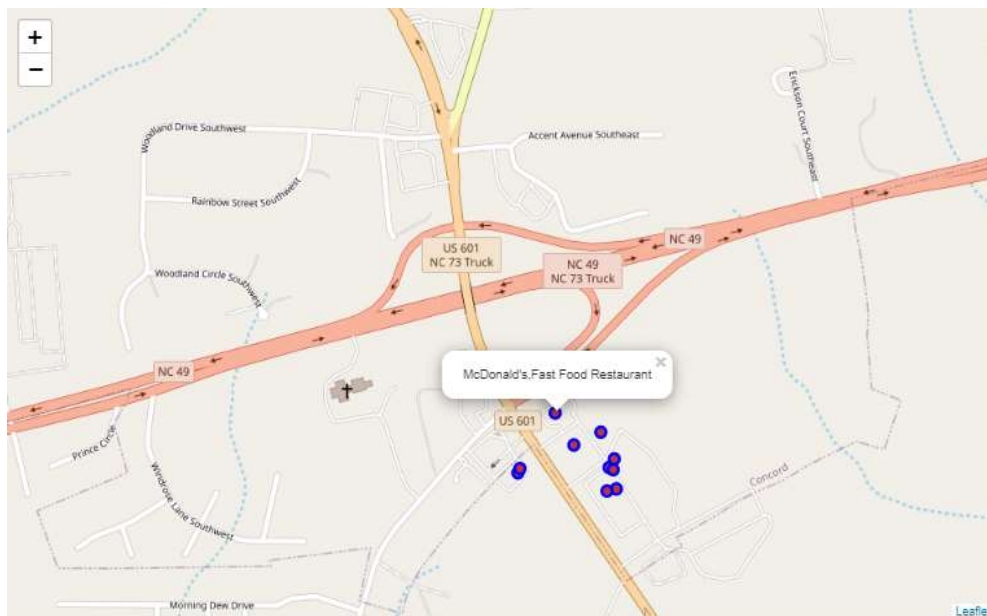 +
−
Woodland Drive Southwest
Accent Avenue Southeast
Erickson Court Southeast
Rainbow Street Southwest
US 601
NC 73 Truck
NC 49
NC 49
NC 73 Truck
Woodland Circle Southwest
×
McDonald's,Fast Food Restaurant
NC 49
US 601
Prince Circle
Windrose Lane Southwest
Concord
Morning Dew Drive